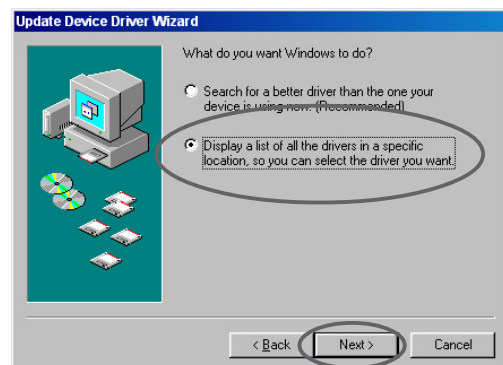 Update Device Driver Wizard
What do you want Windows to do?
Search for a better driver than the one your
device is using now. (Recommended)
Display a list of all the drivers in a specific
location, so you can select the driver you want.
< Back
Next >
Cancel